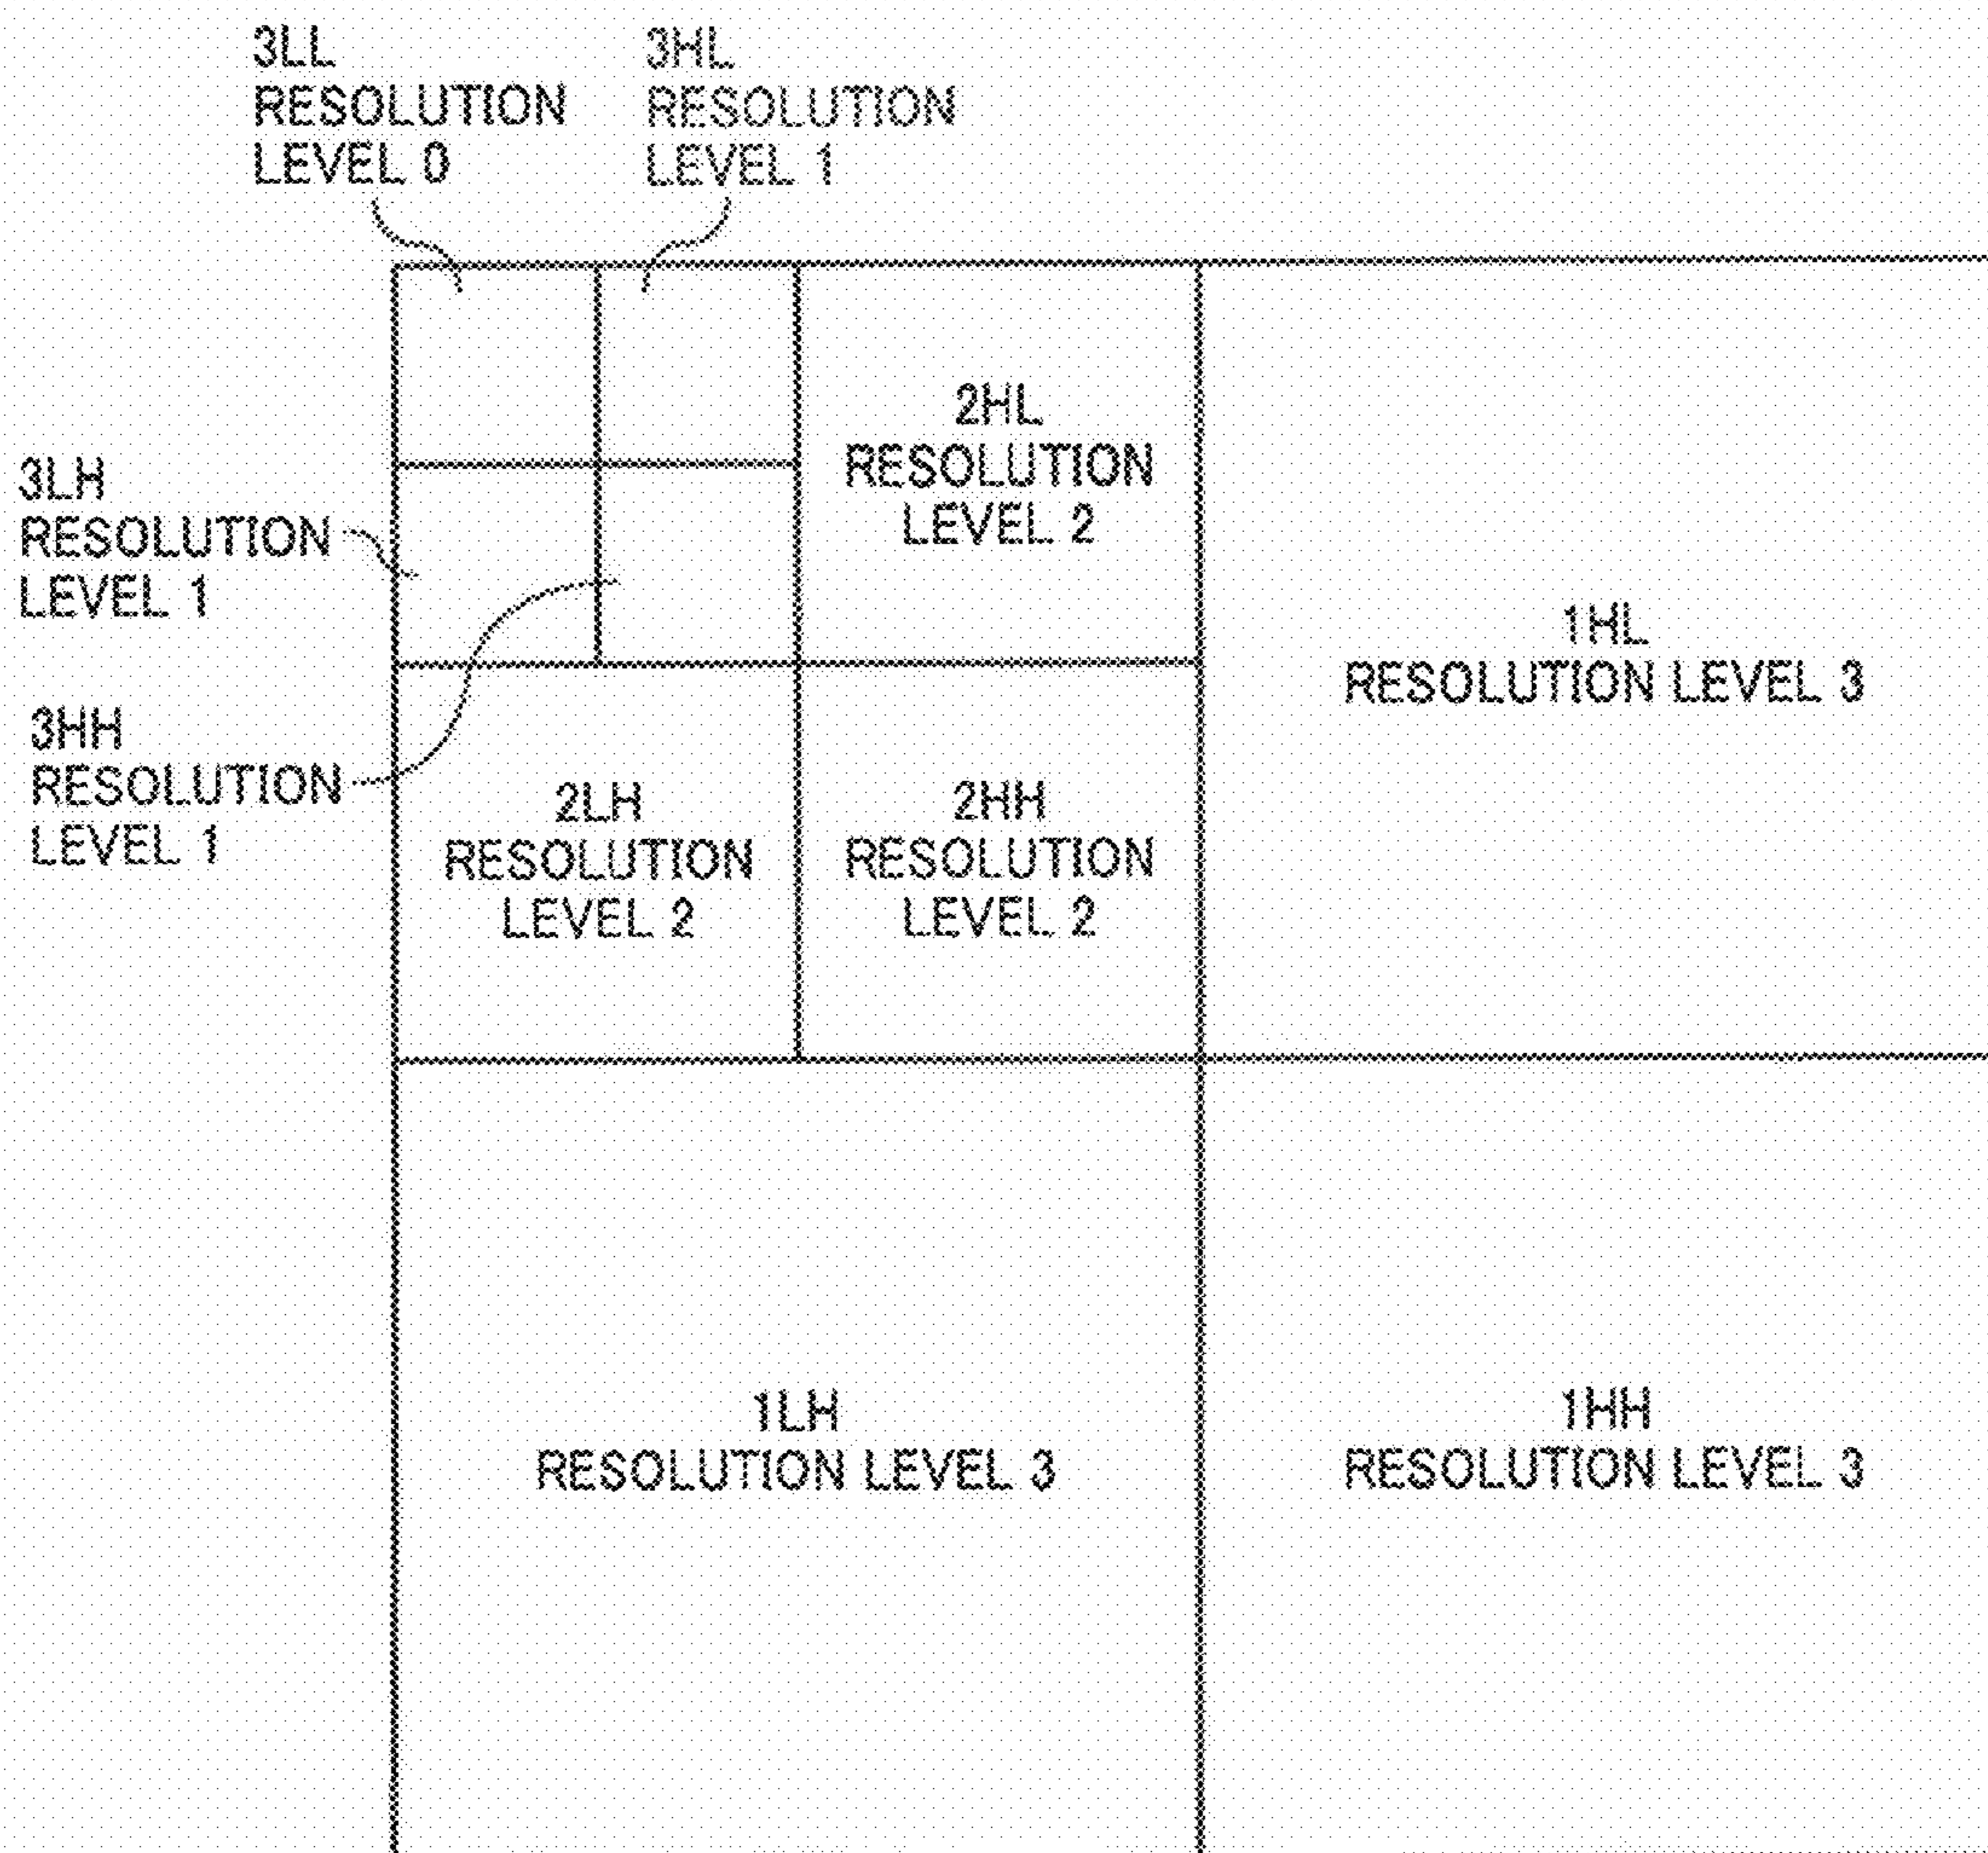 3LL
RESOLUTION
LEVEL 0
3HL
RESOLUTION
LEVEL 1
2HL
RESOLUTION
LEVEL 2
3LH
RESOLUTION
LEVEL 1
1HL
RESOLUTION LEVEL 3
3HH
RESOLUTION
LEVEL 1
2LH
RESOLUTION
LEVEL 2
2HH
RESOLUTION
LEVEL 2
1LH
RESOLUTION LEVEL 3
1HH
RESOLUTION LEVEL 3